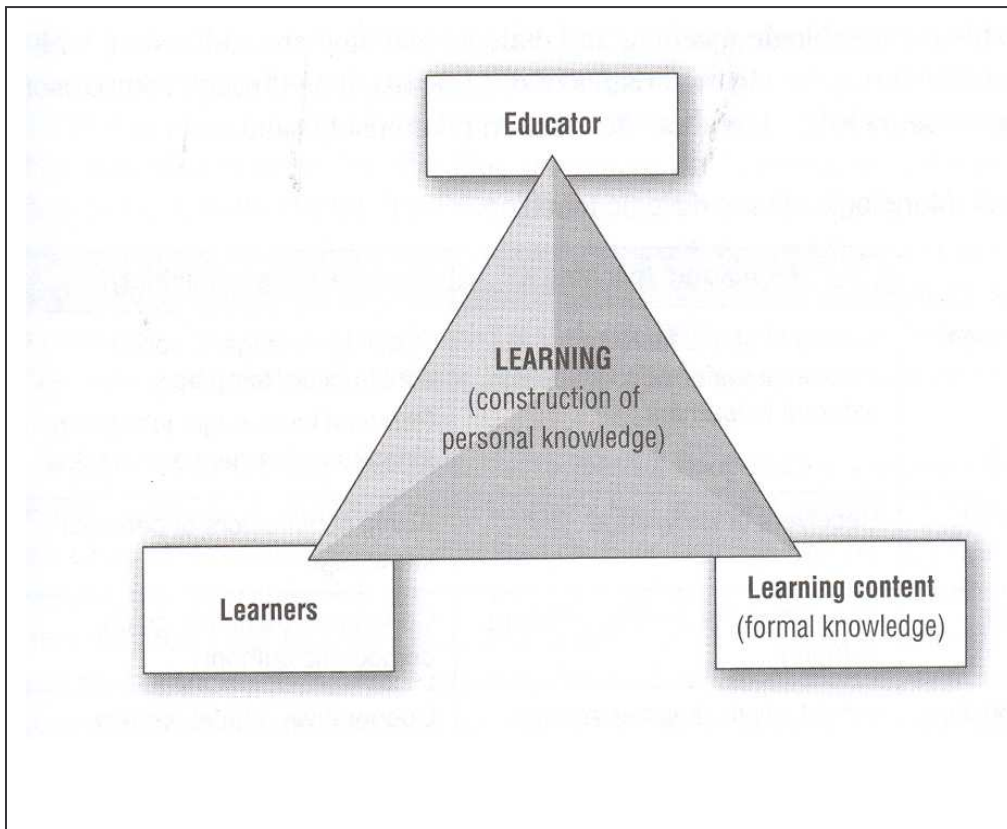 Educator
LEARNING
(construction of
personal knowledge)
Learners
Learning content
(formal knowledge)